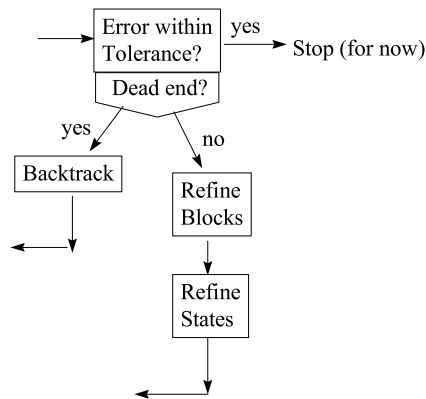 Error within
Tolerance?
yes
Stop (for now)
Dead end?
yes
no
Backtrack
Refine
Blocks
Refine
States